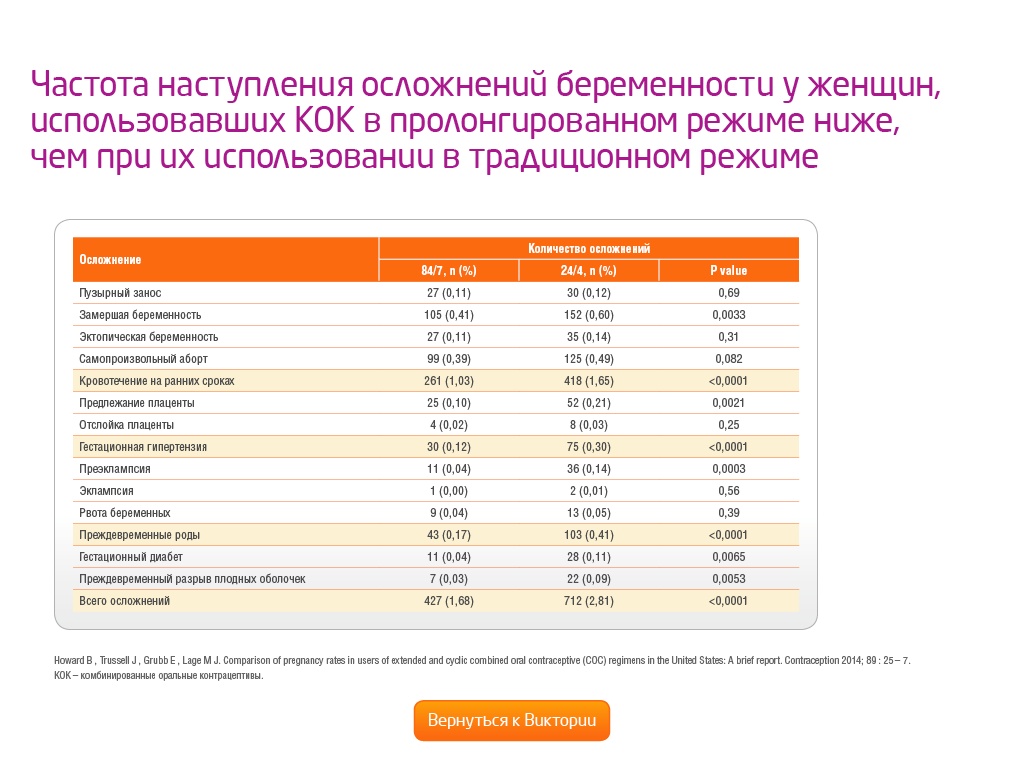 Частота наступления осложнений беременности у женщин,
использовавших КОК в пролонгированном режиме ниже,
чем при их использовании в традиционном режиме
Осложнение
Количество осложнений
84/7, n (%) 24/4, n (%) P value
Пузырный занос 27 (0,11) 30 (0,12) 0,69
Замершая беременность 105 (0,41) 152 (0,60) 0,0033
Эктопическая беременность 27 (0,11) 35 (0,14) 0,31
Самопроизвольный аборт 99 (0,39) 125 (0,49) 0,082
Кровотечение на ранних сроках 261 (1,03) 418 (1,65) <0,0001
Предлежание плаценты 25 (0,10) 52 (0,21) 0,0021
Отслойка плаценты 4 (0,02) 8 (0,03) 0,25
Гестационная гипертензия 30 (0,12) 75 (0,30) <0,0001
Преэклампсия 11 (0,04) 36 (0,14) 0,0003
Эклампсия 1 (0,00) 2 (0,01) 0,56
Рвота беременных 9 (0,04) 13 (0,05) 0,39
Преждевременные роды 43 (0,17) 103 (0,41) <0,0001
Гестационный диабет 11 (0,04) 28 (0,11) 0,0065
Преждевременный разрыв плодных оболочек 7 (0,03) 22 (0,09) 0,0053
Всего осложнений 427 (1,68) 712 (2,81) <0,0001
Howard B , Trussell J , Grubb E , Lage M J. Comparison of pregnancy rates in users of extended and cyclic combined oral contraceptive (COC) regimens in the United States: A brief report. Contraception 2014; 89 : 25 – 7.
КОК – комбинированные оральные контрацептивы.
Вернуться к Виктории